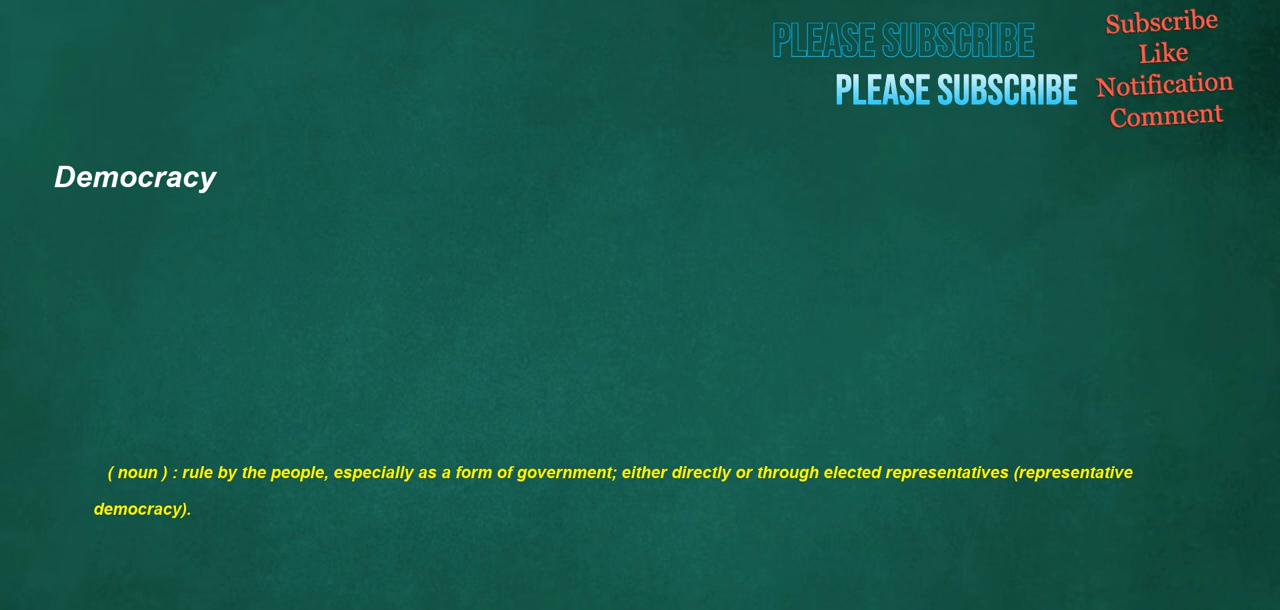 PLEASE SUBSCRIBE
PLEASE SUBSCRIBE
Subscribe
Like
Notification
Comment
Democracy
( noun ) : rule by the people, especially as a form of government; either directly or through elected representatives (representative
democracy).